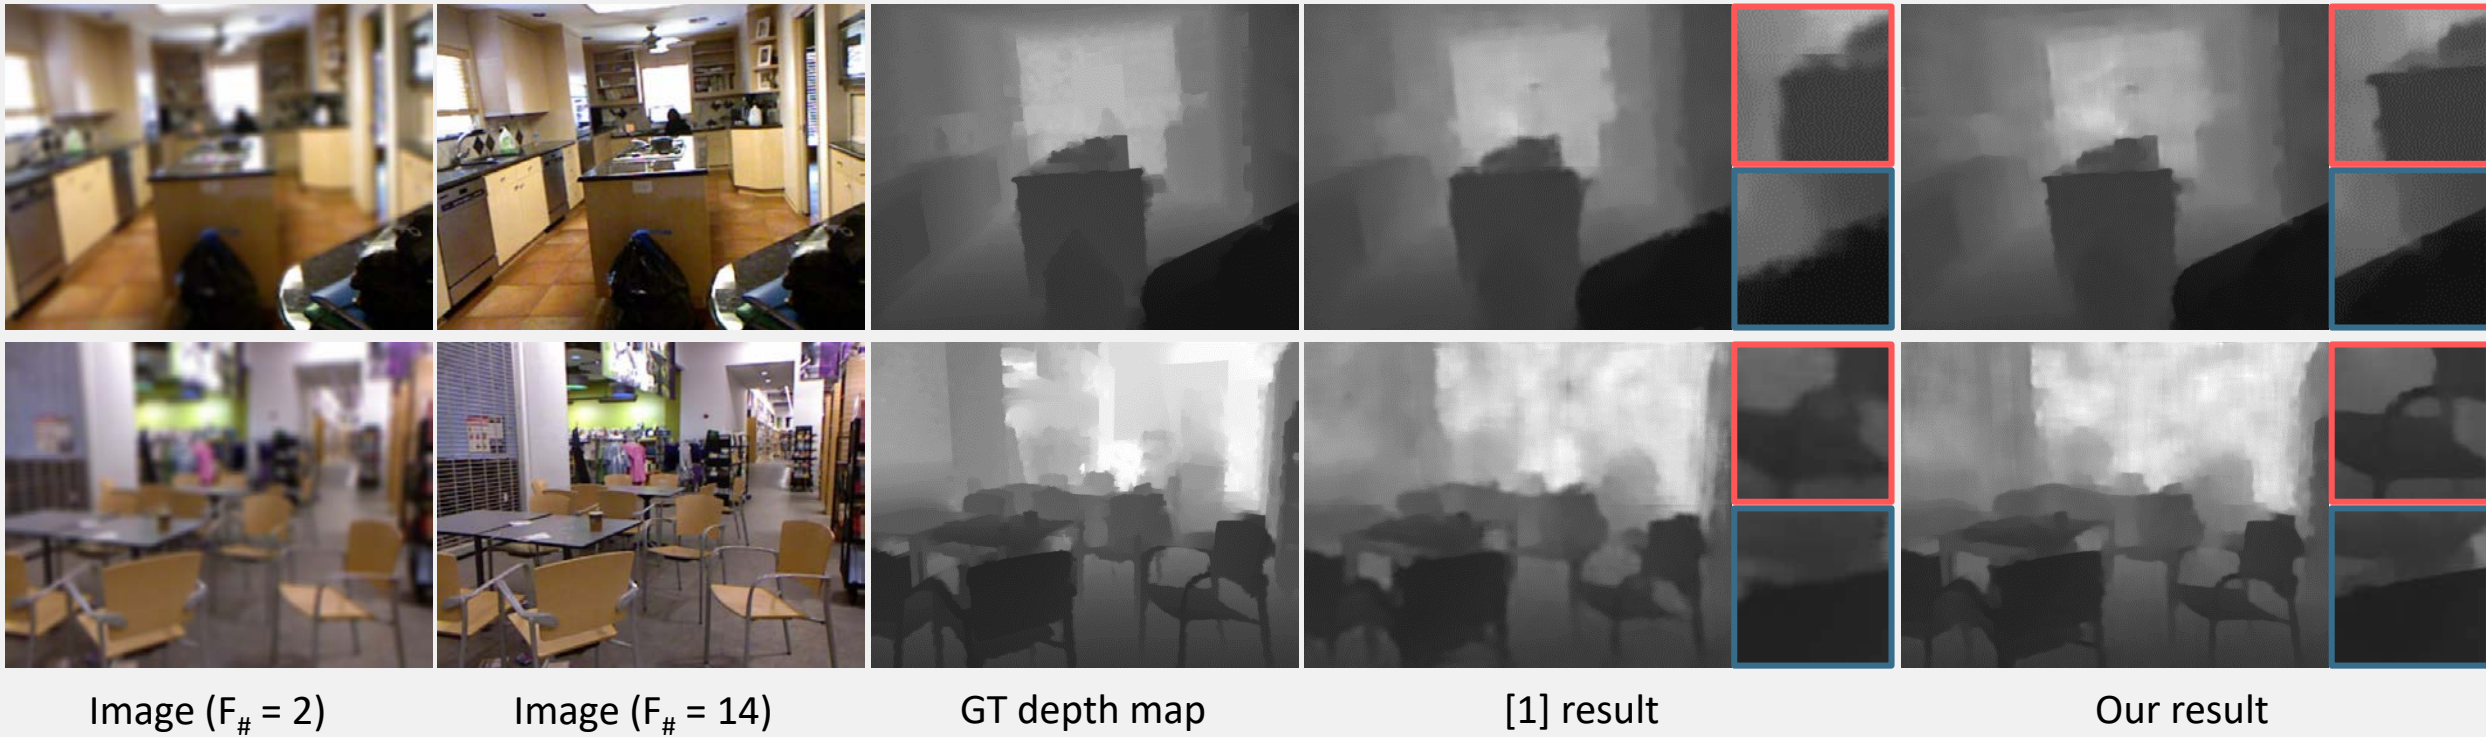 Image (F# = 2)
Image (F# = 14)
GT depth map
[1] result
Our result